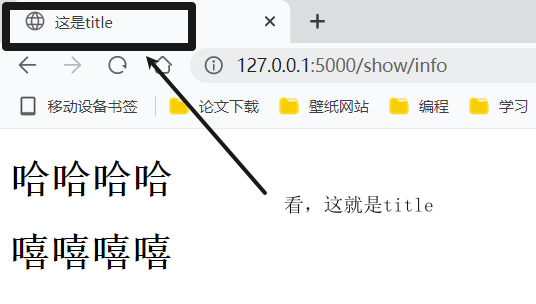 这是title
127.0.0.1:5000/show/info
移动设备书签 论文下载 壁纸网站 编程 学习
哈哈哈哈
看，这就是title
嘻嘻嘻嘻